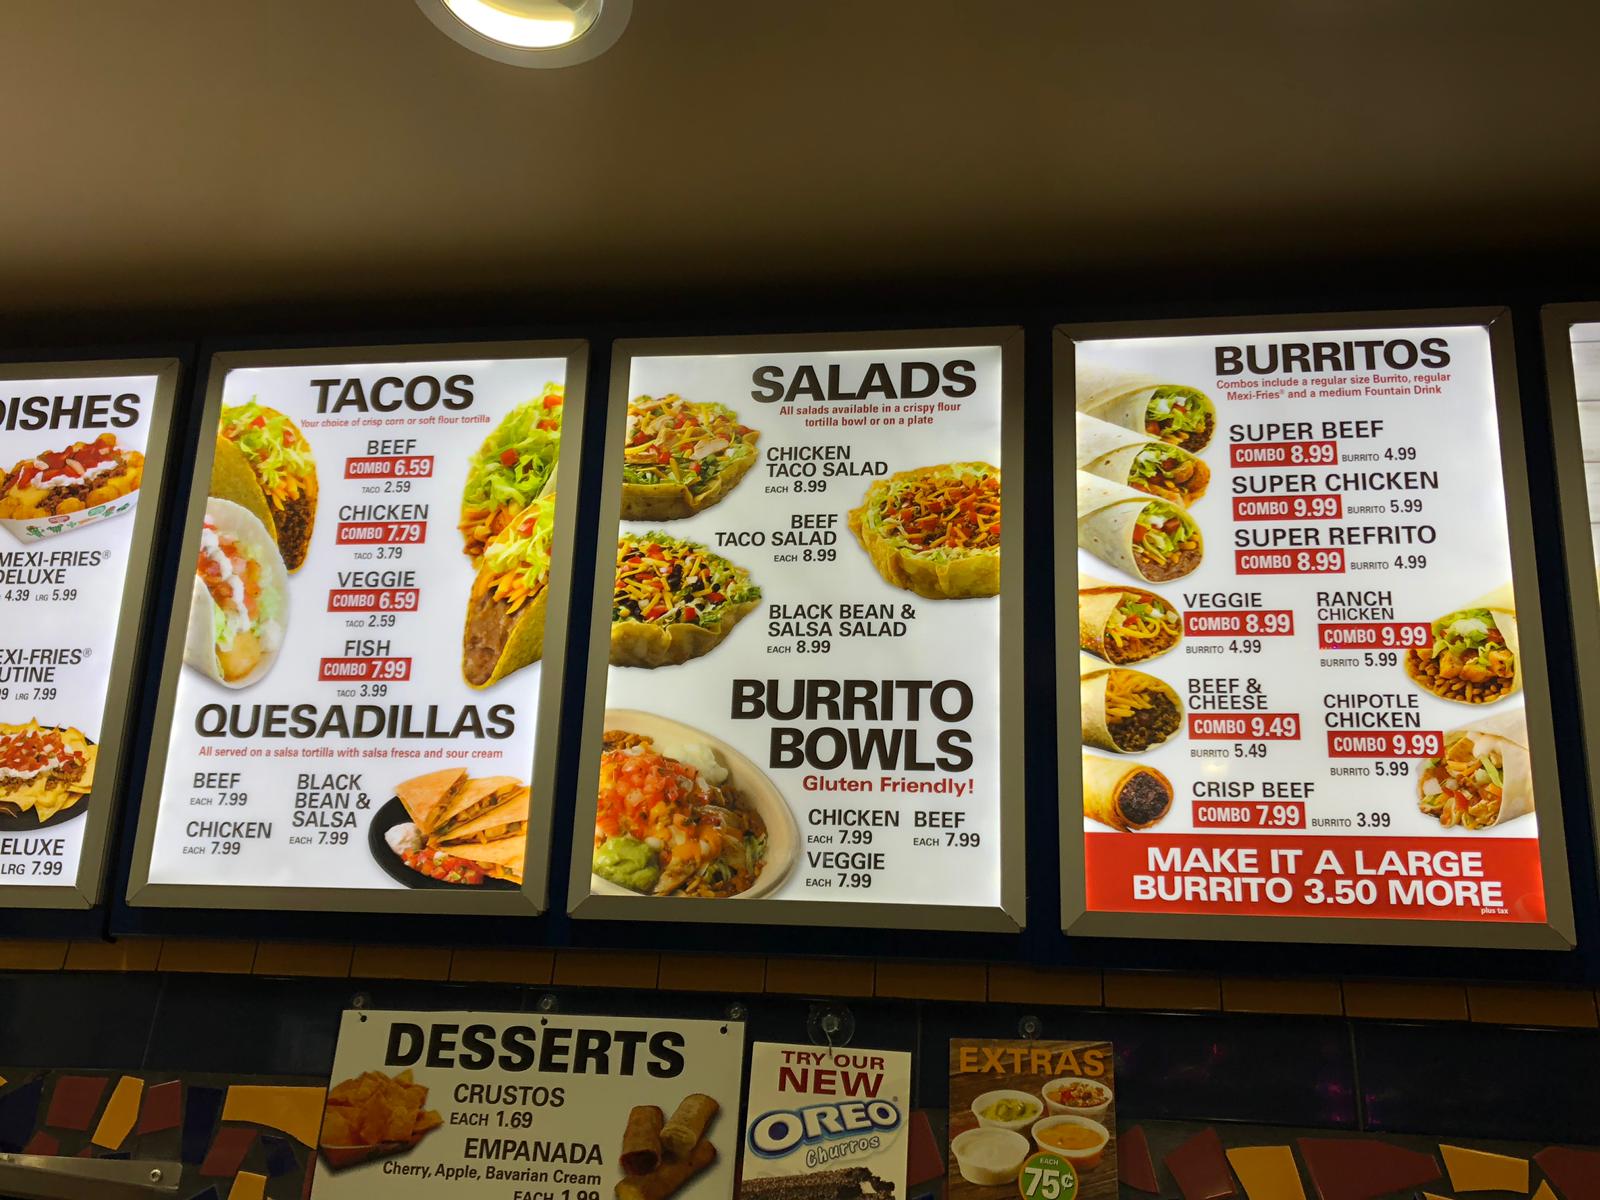 DISHES
MEXI-FRIES®
DELUXE
4.39 LRG 5.99
EXI-FRIES®
UTINE
99 LRG 7.99
ELUXE
LRG 7.99
TACOS
Your choice of crisp corn or soft flour tortilla
BEEF
COMBO 6.59
TACO 2.59
CHICKEN
COMBO 7.79
TACO 3.79
VEGGIE
COMBO 6.59
TACO 2.59
FISH
COMBO 7.99
TACO 3.99
QUESADILLAS
All served on a salsa tortilla with salsa fresca and sour cream
BEEF
EACH 7.99
CHICKEN
EACH 7.99
BLACK
BEAN &
SALSA
EACH 7.99
SALADS
All salads available in a crispy flour
tortilla bowl or on a plate
CHICKEN
TACO SALAD
EACH 8.99
BEEF
TACO SALAD
EACH 8.99
BLACK BEAN &
SALSA SALAD
EACH 8.99
BURRITO
BOWLS
Gluten Friendly!
CHICKEN
EACH 7.99
BEEF
EACH 7.99
VEGGIE
EACH 7.99
BURRITOS
Combos include a regular size Burrito, regular
Mexi-Fries® and a medium Fountain Drink
SUPER BEEF
COMBO 8.99 BURRITO 4.99
SUPER CHICKEN
COMBO 9.99 BURRITO 5.99
SUPER REFRITO
COMBO 8.99 BURRITO 4.99
VEGGIE
COMBO 8.99
BURRITO 4.99
RANCH
CHICKEN
COMBO 9.99
BURRITO 5.99
BEEF &
CHEESE
COMBO 9.49
BURRITO 5.49
CHIPOTLE
CHICKEN
COMBO 9.99
BURRITO 5.99
CRISP BEEF
COMBO 7.99 BURRITO 3.99
MAKE IT A LARGE
BURRITO 3.50 MORE
plus tax
DESSERTS
CRUSTOS
EACH 1.69
EMPANADA
Cherry, Apple, Bavarian Cream
EACH 1.99
TRY OUR
NEW
OREO
Churros
EXTRAS
EACH
75¢